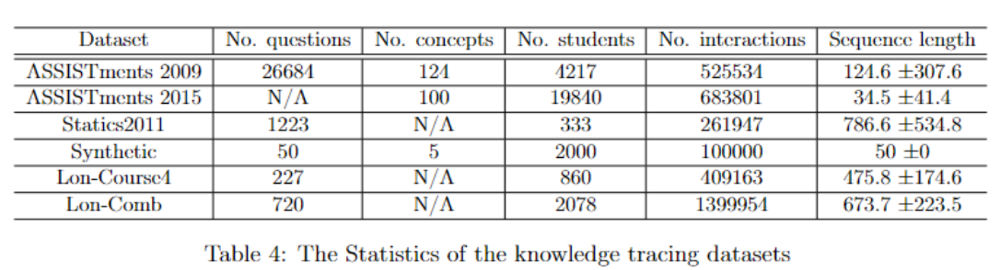 Dataset No. questions No. concepts No. students No. interactions Sequence length
ASSISTments 2009 26684 124 4217 525534 124.6 ±307.6
ASSISTments 2015 N/A 100 19840 683801 34.5 ±41.4
Statics2011 1223 N/A 333 261947 786.6 ±534.8
Synthetic 50 5 2000 100000 50 ±0
Lon-Course4 227 N/A 860 409163 475.8 ±174.6
Lon-Comb 720 N/A 2078 1399954 673.7 ±223.5
Table 4: The Statistics of the knowledge tracing datasets